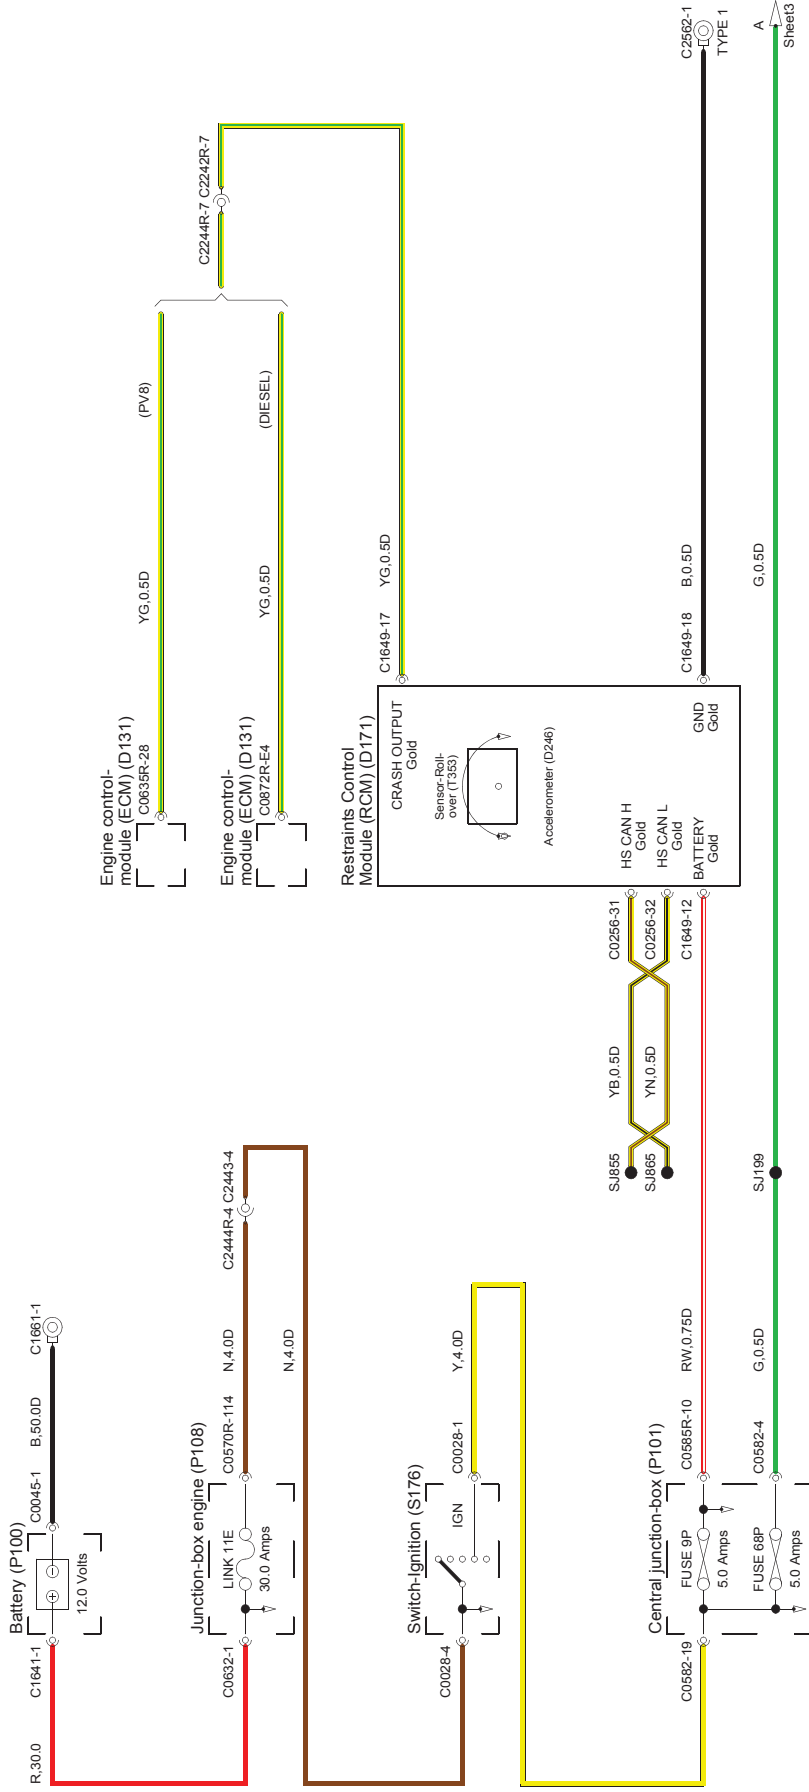 Battery (P100)
12.0 Volts
C1641-1
R,30.0
C0045-1
B,50.0D
C1661-1
Junction-box engine (P108)
LINK 11E
30.0 Amps
C0632-1
C0570R-114
N,4.0D
C2444R-4
C2443-4
N,4.0D
Switch-Ignition (S176)
IGN
C0028-4
C0028-1
Y,4.0D
Central junction-box (P101)
FUSE 9P
5.0 Amps
FUSE 68P
5.0 Amps
C0582-19
C0585R-10
RW,0.75D
C0582-4
G,0.5D
SJ199
G,0.5D
A
Sheet3
Engine control-
module (ECM) (D131)
C0635R-28
YG,0.5D
(PV8)
Engine control-
module (ECM) (D131)
C0872R-E4
YG,0.5D
(DIESEL)
C2244R-7
C2242R-7
Restraints Control
Module (RCM) (D171)
CRASH OUTPUT
Gold
Sensor-Roll-
over (T353)
Accelerometer (D246)
HS CAN H
Gold
HS CAN L
Gold
BATTERY
Gold
GND
Gold
C1649-17
YG,0.5D
C0256-31
C0256-32
C1649-12
YB,0.5D
YN,0.5D
SJ855
SJ865
C1649-18
B,0.5D
C2562-1
TYPE 1